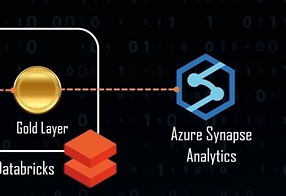 Gold Layer
Databricks
Azure Synapse
Analytics